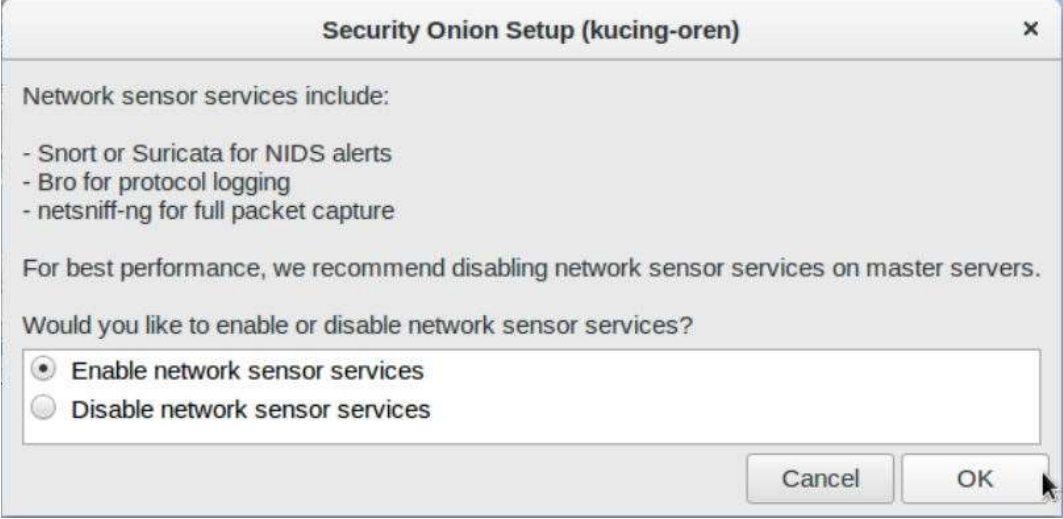 Security Onion Setup (kucing-oren)
Network sensor services include:
- Snort or Suricata for NIDS alerts
- Bro for protocol logging
- netsniff-ng for full packet capture
For best performance, we recommend disabling network sensor services on master servers.
Would you like to enable or disable network sensor services?
Enable network sensor services
Disable network sensor services
Cancel OK